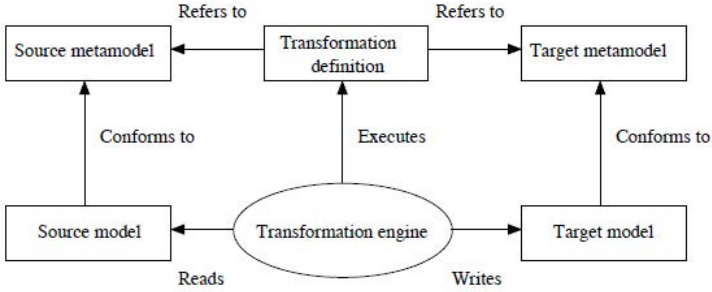 Refers to
Refers to
Source metamodel
Transformation
definition
Target metamodel
Conforms to
Executes
Conforms to
Source model
Transformation engine
Target model
Reads
Writes